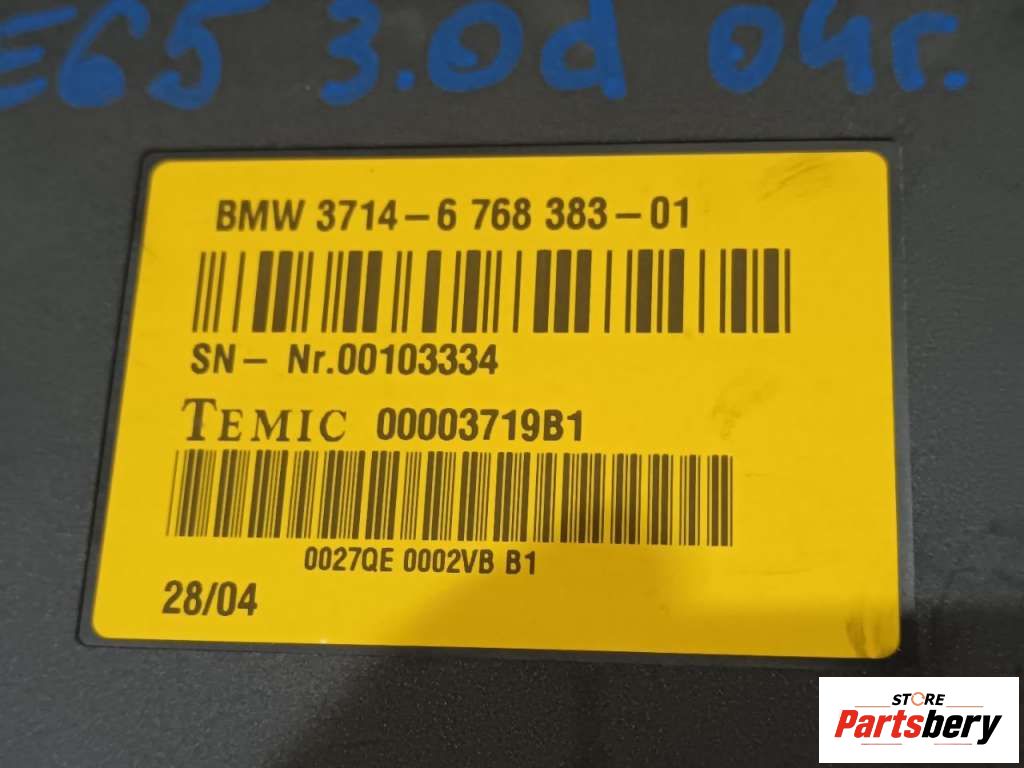 E65 3.0d 04г.
BMW 3714-6 768 383-01
SN- Nr.00103334
TEMIC 00003719B1
0027QE 0002VB B1
28/04
STORE
Partsbery